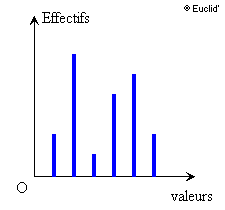 ® Euclid'
Effectifs
O
valeurs